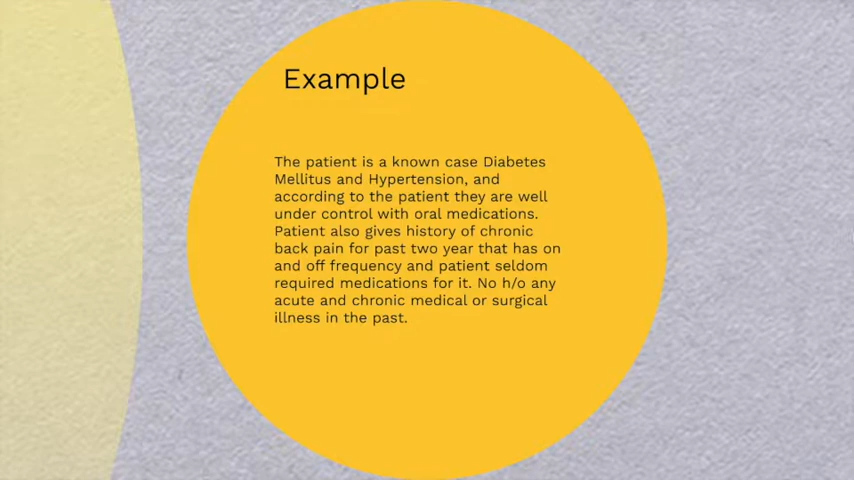 Example
The patient is a known case Diabetes
Mellitus and Hypertension, and
according to the patient they are well
under control with oral medications.
Patient also gives history of chronic
back pain for past two year that has on
and off frequency and patient seldom
required medications for it. No h/o any
acute and chronic medical or surgical
illness in the past.